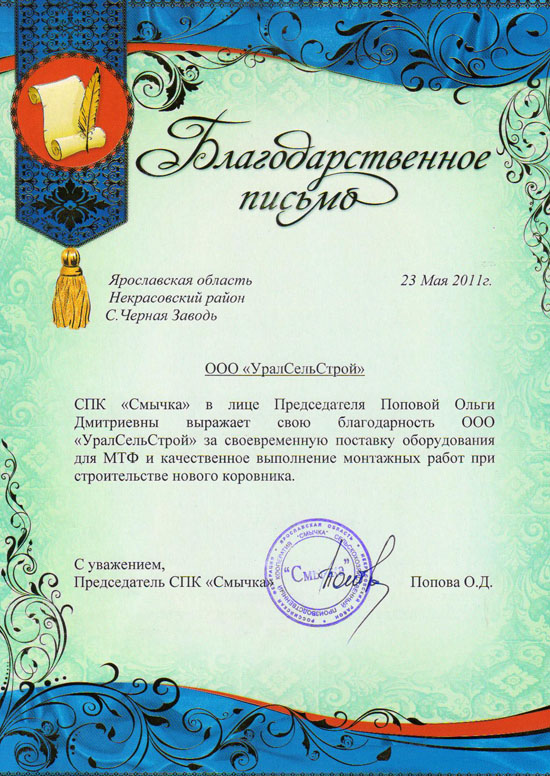 Благодарственное
письмо
Ярославская область 23 Мая 2011г.
Некрасовский район
С.Черная Заводь
ООО «УралСельСтрой»
СПК «Смычка» в лице Председателя Поповой Ольги
Дмитриевны выражает свою благодарность ООО
«УралСельСтрой» за своевременную поставку оборудования
для МТФ и качественное выполнение монтажных работ при
строительстве нового коровника.
С уважением,
Председатель СПК «Смычка» Попова О.Д.
ЯРОСЛАВСКАЯ ОБЛАСТЬ
"СМЫЧКА"